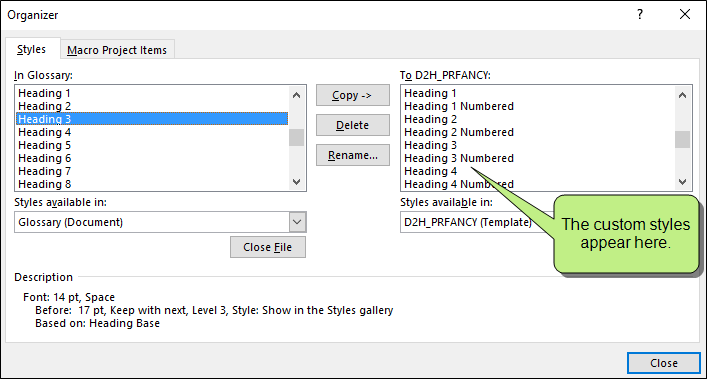 Organizer
?
Styles
Macro Project Items
In Glossary:
Heading 1
Heading 2
Heading 3
Heading 4
Heading 5
Heading 6
Heading 7
Heading 8
Styles available in:
Glossary (Document)
Close File
Copy ->
Delete
Rename...
To D2H_PRFANCY:
Heading 1
Heading 1 Numbered
Heading 2
Heading 2 Numbered
Heading 3
Heading 3 Numbered
Heading 4
Heading 4 Numbered
Styles available in:
D2H_PRFANCY (Template)
The custom styles
appear here.
Description
Font: 14 pt, Space
Before: 17 pt, Keep with next, Level 3, Style: Show in the Styles gallery
Based on: Heading Base
Close